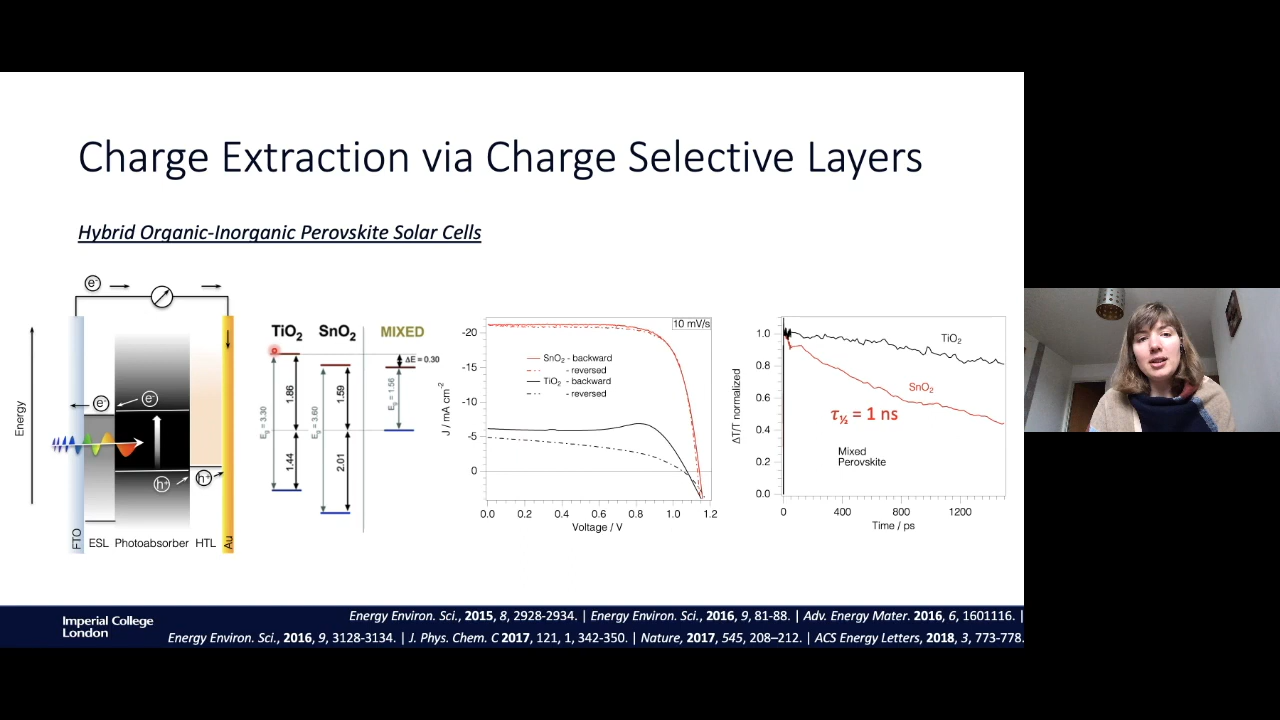 Charge Extraction via Charge Selective Layers
Hybrid Organic-Inorganic Perovskite Solar Cells
e⁻
Energy
e⁻
e⁻
h⁺
h⁺
FTO
ESL
Photoabsorber
HTL
Au
TiO₂
SnO₂
MIXED
ΔE = 0.30
Eg = 3.30
1.86
1.44
Eg = 3.60
1.59
2.01
Eg = 1.56
10 mV/s
J / mA cm⁻²
-20
-15
-10
-5
0
SnO₂ - backward
- reversed
TiO₂ - backward
- reversed
0.0 0.2 0.4 0.6 0.8 1.0 1.2
Voltage / V
ΔT/T normalized
1.0
0.8
0.6
0.4
0.2
0.0
TiO₂
SnO₂
τ½ = 1 ns
Mixed
Perovskite
0 400 800 1200
Time / ps
Imperial College
London
Energy Environ. Sci., 2015, 8, 2928-2934. | Energy Environ. Sci., 2016, 9, 81-88. | Adv. Energy Mater. 2016, 6, 1601116. |
Energy Environ. Sci., 2016, 9, 3128-3134. | J. Phys. Chem. C 2017, 121, 1, 342-350. | Nature, 2017, 545, 208–212. | ACS Energy Letters, 2018, 3, 773-778.